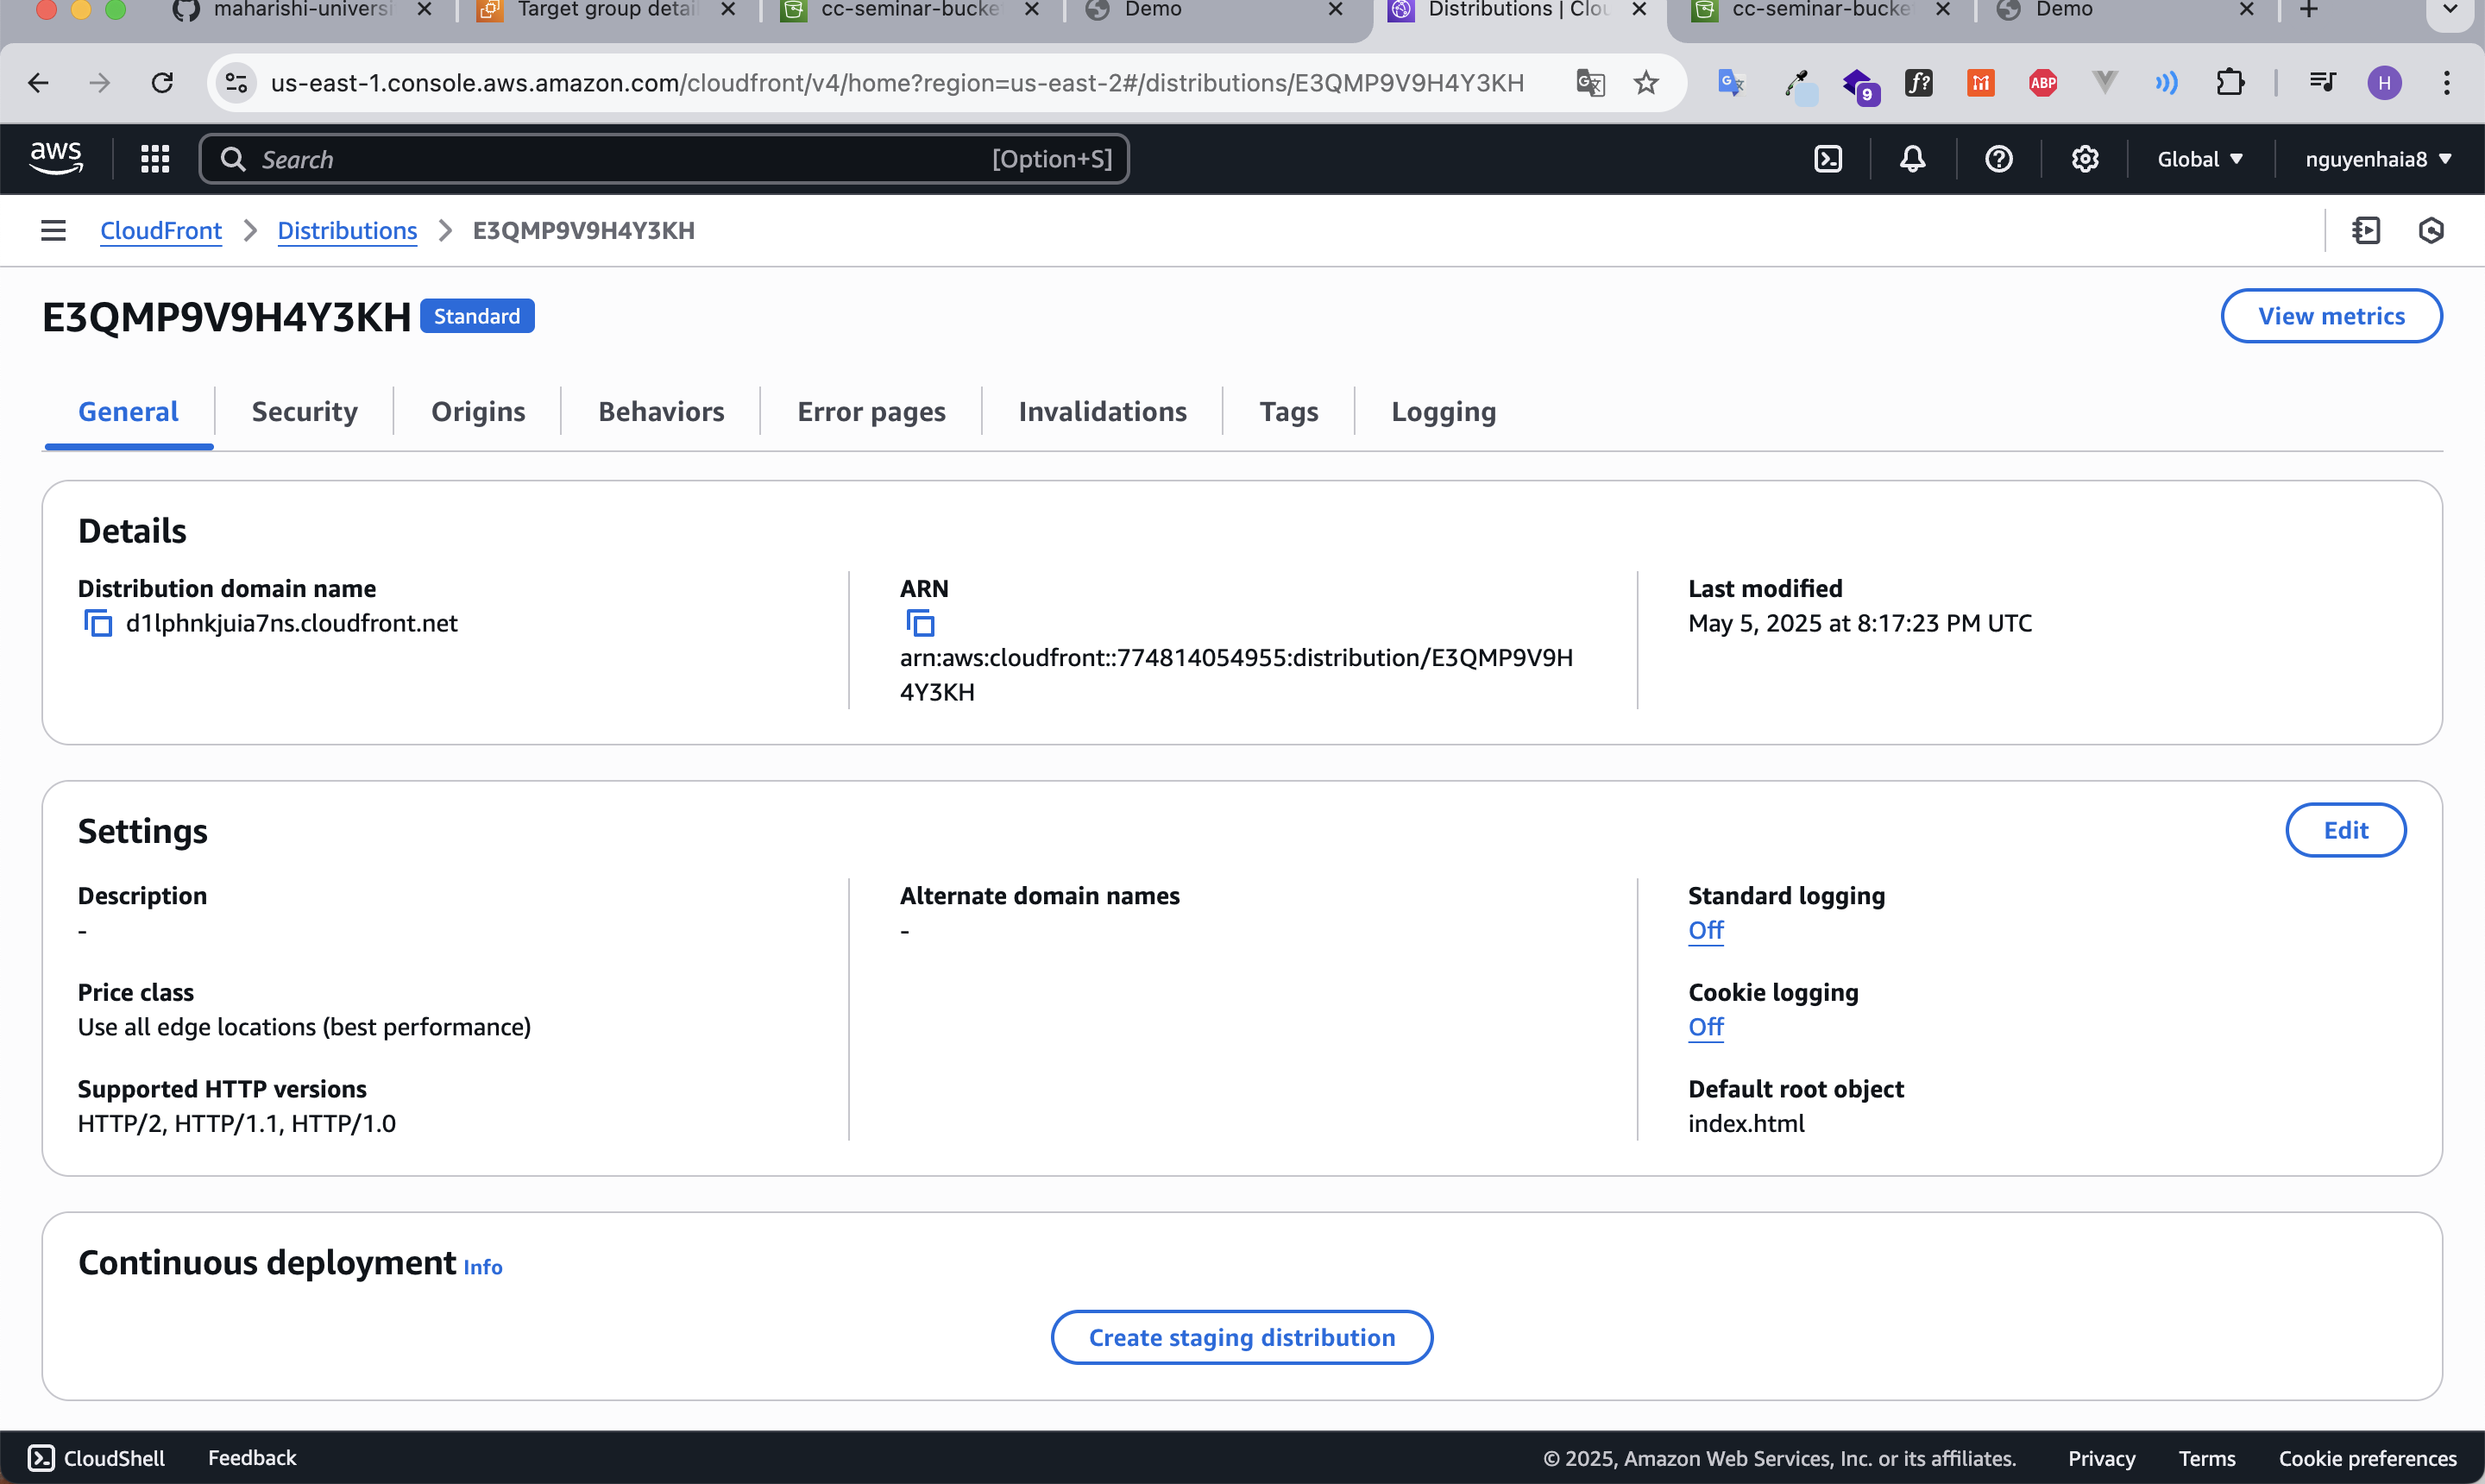 maharishi-universi
Target group detai
cc-seminar-bucke
Demo
Distributions | Clou
cc-seminar-bucke
Demo
us-east-1.console.aws.amazon.com/cloudfront/v4/home?region=us-east-2#/distributions/E3QMP9V9H4Y3KH
9
f?
ABP
H
aws
Search
[Option+S]
Global
nguyenhaia8
CloudFront
Distributions
E3QMP9V9H4Y3KH
E3QMP9V9H4Y3KH
Standard
View metrics
General
Security
Origins
Behaviors
Error pages
Invalidations
Tags
Logging
Details
Distribution domain name
d1lphnkjuia7ns.cloudfront.net
ARN
arn:aws:cloudfront::774814054955:distribution/E3QMP9V9H
4Y3KH
Last modified
May 5, 2025 at 8:17:23 PM UTC
Settings
Edit
Description
-
Price class
Use all edge locations (best performance)
Supported HTTP versions
HTTP/2, HTTP/1.1, HTTP/1.0
Alternate domain names
-
Standard logging
Off
Cookie logging
Off
Default root object
index.html
Continuous deployment Info
Create staging distribution
CloudShell
Feedback
© 2025, Amazon Web Services, Inc. or its affiliates.
Privacy
Terms
Cookie preferences